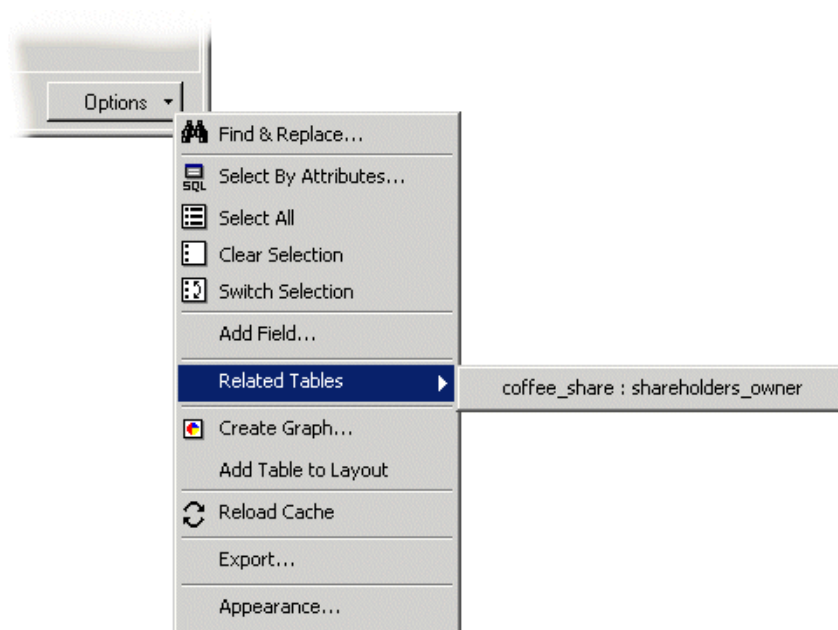 Options
Find & Replace...
SQL
Select By Attributes...
Select All
Clear Selection
Switch Selection
Add Field...
Related Tables
coffee_share : shareholders_owner
Create Graph...
Add Table to Layout
Reload Cache
Export...
Appearance...